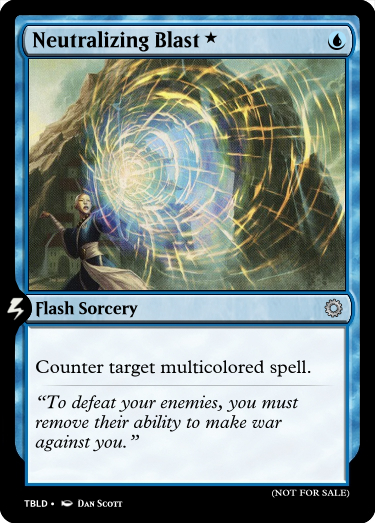 Neutralizing Blast ★
Flash Sorcery
Counter target multicolored spell.
“To defeat your enemies, you must
remove their ability to make war
against you.”
(NOT FOR SALE)
TBLD • Dan Scott